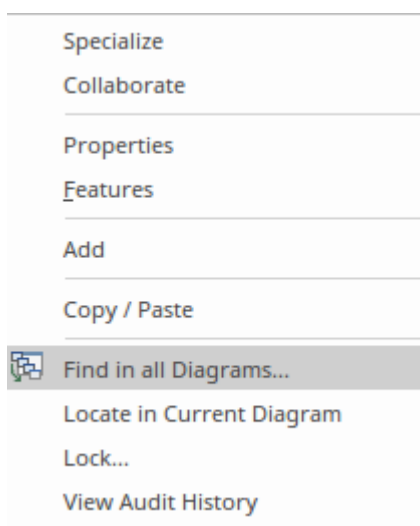 Specialize
Collaborate
Properties
Features
Add
Copy / Paste
Find in all Diagrams...
Locate in Current Diagram
Lock...
View Audit History